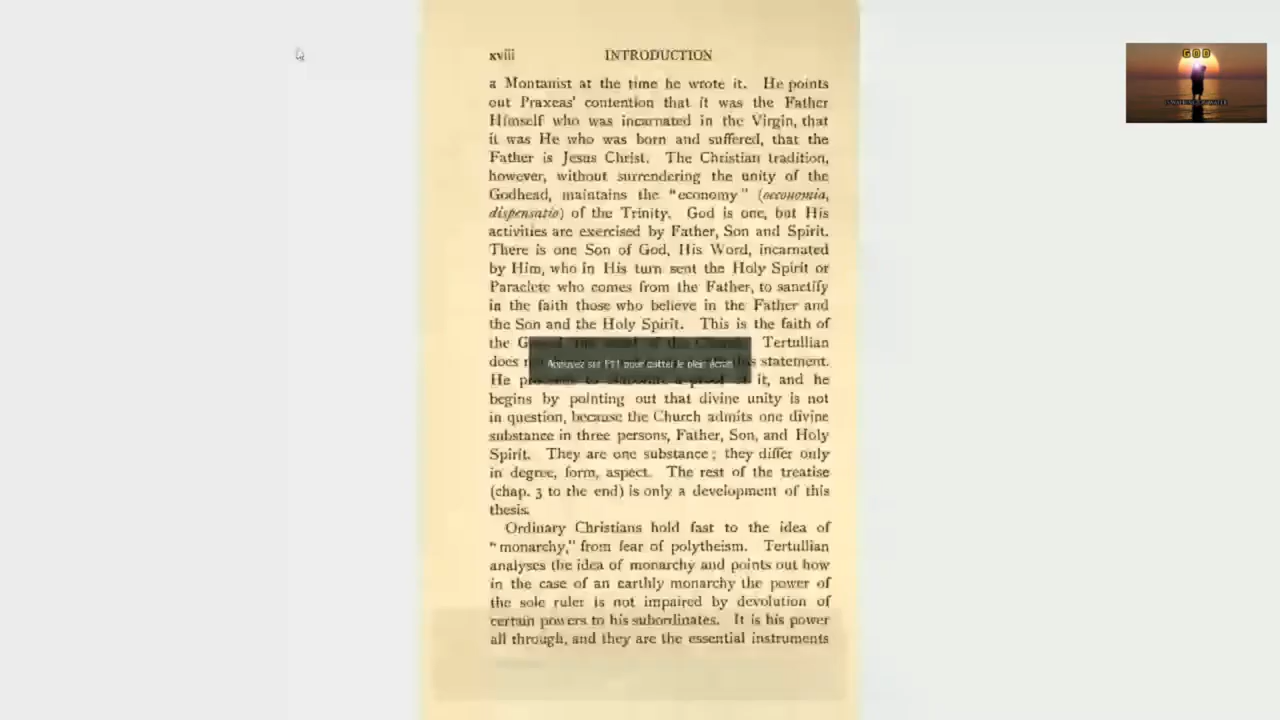 xviii INTRODUCTION
a Montanist at the time he wrote it. He points
out Praxeas' contention that it was the Father
Himself who was incarnated in the Virgin, that
it was He who was born and suffered, that the
Father is Jesus Christ. The Christian tradition,
however, without surrendering the unity of the
Godhead, maintains the "economy" (oeconomia,
dispensatio) of the Trinity. God is one, but His
activities are exercised by Father, Son and Spirit.
There is one Son of God, His Word, incarnated
by Him, who in His turn sent the Holy Spirit or
Paraclete who comes from the Father, to sanctify
in the faith those who believe in the Father and
the Son and the Holy Spirit. This is the faith of
the Tertullian
does statement.
He it, and he
begins by pointing out that divine unity is not
in question, because the Church admits one divine
substance in three persons, Father, Son, and Holy
Spirit. They are one substance; they differ only
in degree, form, aspect. The rest of the treatise
(chap. 3 to the end) is only a development of this
thesis.
Ordinary Christians hold fast to the idea of
"monarchy," from fear of polytheism. Tertullian
analyses the idea of monarchy and points out how
in the case of an earthly monarchy the power of
the sole ruler is not impaired by devolution of
certain powers to his subordinates. It is his power
all through, and they are the essential instruments
Appuyez sur F11 pour quitter le plein écran
GOD